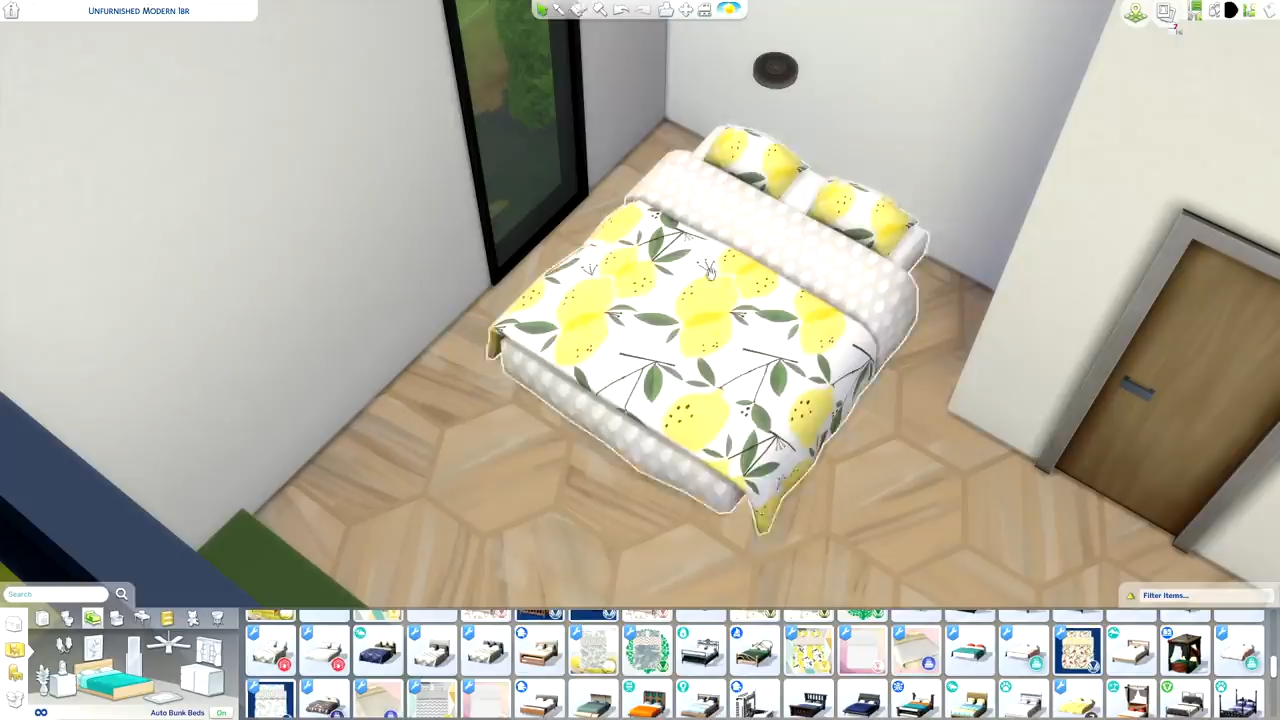 Unfurnished Modern 1BR
Search
Filter Items...
Auto Bunk Beds
On